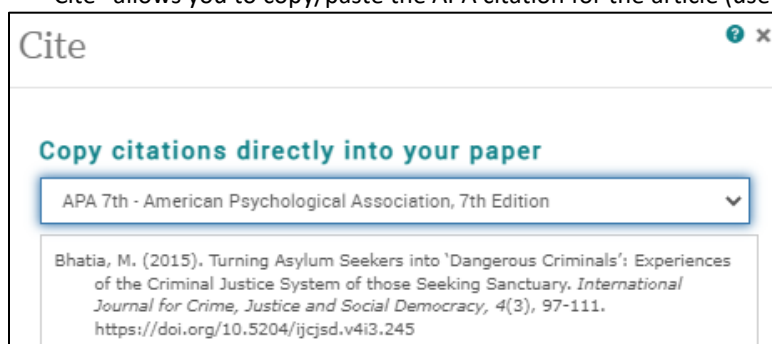 "Cite" allows you to copy/paste the APA citation for the article (use
Cite
? ×
Copy citations directly into your paper
APA 7th - American Psychological Association, 7th Edition
Bhatia, M. (2015). Turning Asylum Seekers into ‘Dangerous Criminals’: Experiences
of the Criminal Justice System of those Seeking Sanctuary. International
Journal for Crime, Justice and Social Democracy, 4(3), 97-111.
https://doi.org/10.5204/ijcjsd.v4i3.245